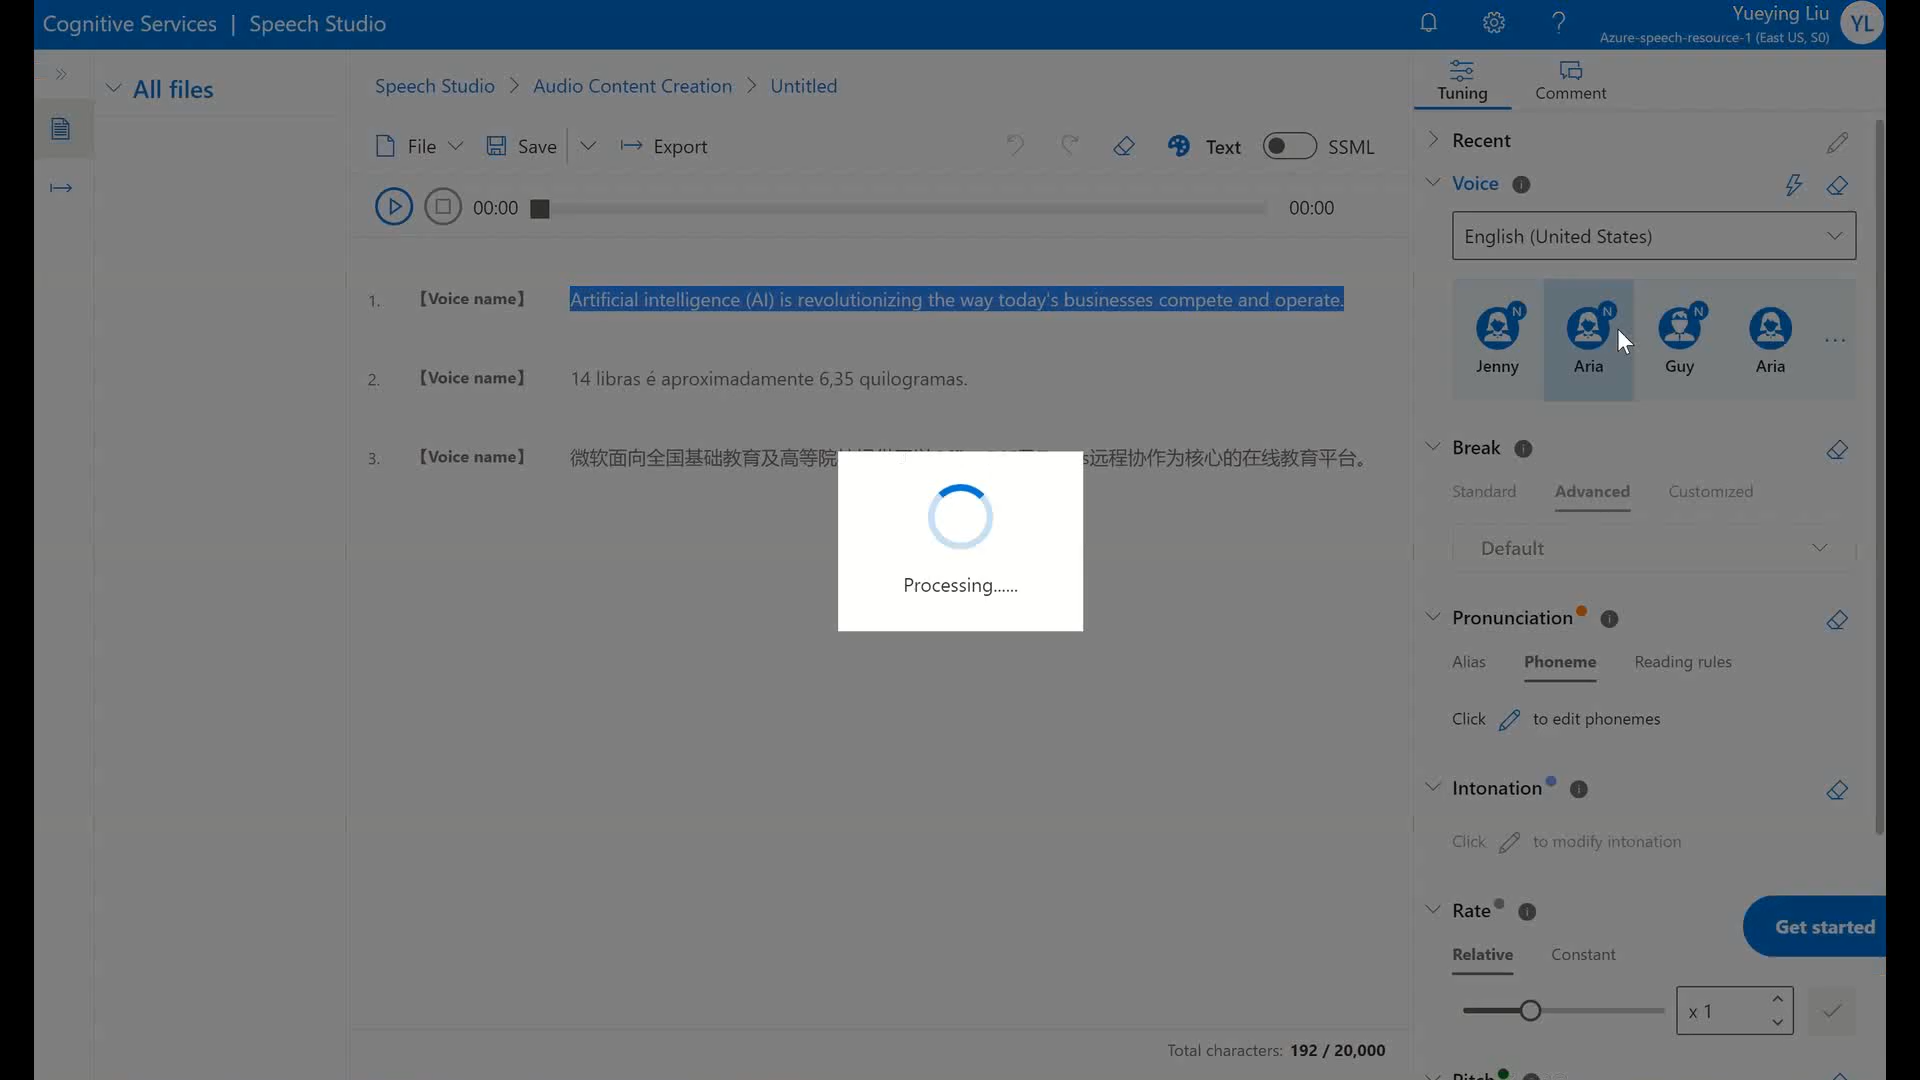 Cognitive Services | Speech Studio
Yueying Liu
Azure-speech-resource-1 (East US, S0)
YL
All files
Speech Studio > Audio Content Creation > Untitled
File
Save
Export
Text
SSML
00:00
00:00
1. 【Voice name】 Artificial intelligence (AI) is revolutionizing the way today's businesses compete and operate.
2. 【Voice name】 14 libras é aproximadamente 6,35 quilogramas.
3. 【Voice name】 微软面向全国基础教育及高等院 远程协作为核心的在线教育平台。
Processing......
Total characters: 192 / 20,000
Tuning
Comment
Recent
Voice
English (United States)
N N N
Jenny Aria Guy Aria ...
Break
Standard Advanced Customized
Default
Pronunciation
Alias Phoneme Reading rules
Click to edit phonemes
Intonation
Click to modify intonation
Rate
Get started
Relative Constant
x 1
Pitch